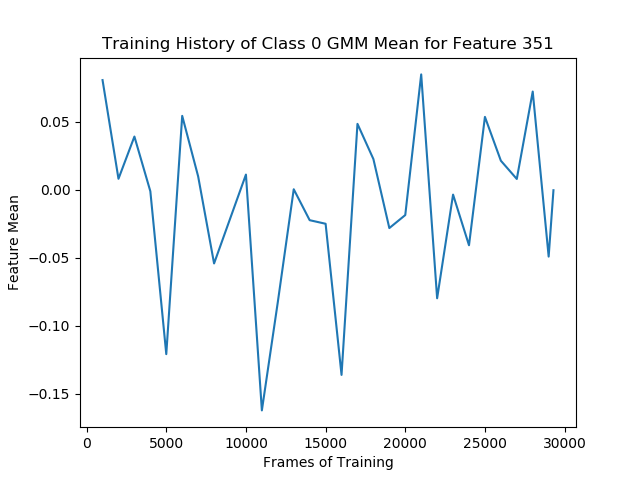 Training History of Class 0 GMM Mean for Feature 351
0.05
0.00
−0.05
−0.10
−0.15
Feature Mean
0 5000 10000 15000 20000 25000 30000
Frames of Training